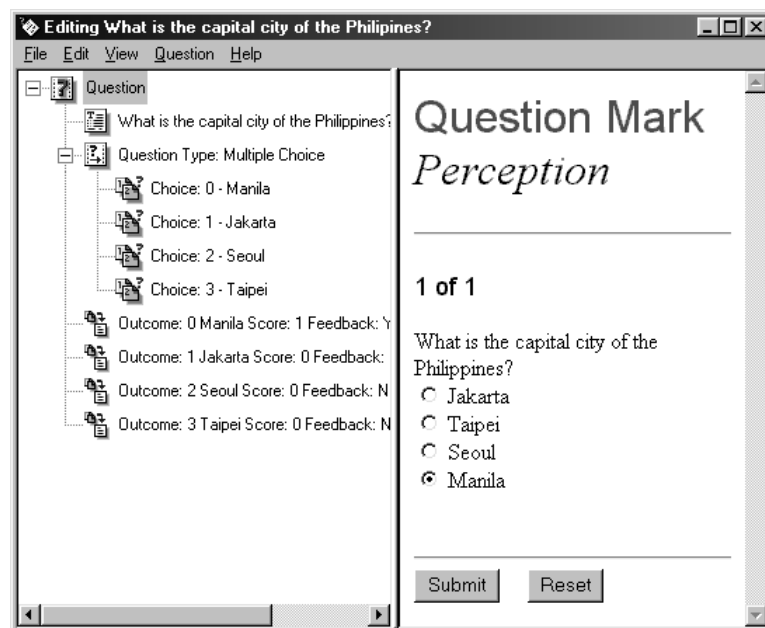 Editing What is the capital city of the Philipines?
File Edit View Question Help
Question
What is the capital city of the Philippines?
Question Type: Multiple Choice
Choice: 0 - Manila
Choice: 1 - Jakarta
Choice: 2 - Seoul
Choice: 3 - Taipei
Outcome: 0 Manila Score: 1 Feedback: Y
Outcome: 1 Jakarta Score: 0 Feedback:
Outcome: 2 Seoul Score: 0 Feedback: N
Outcome: 3 Taipei Score: 0 Feedback: N
Question Mark
Perception
1 of 1
What is the capital city of the
Philippines?
Jakarta
Taipei
Seoul
Manila
Submit Reset